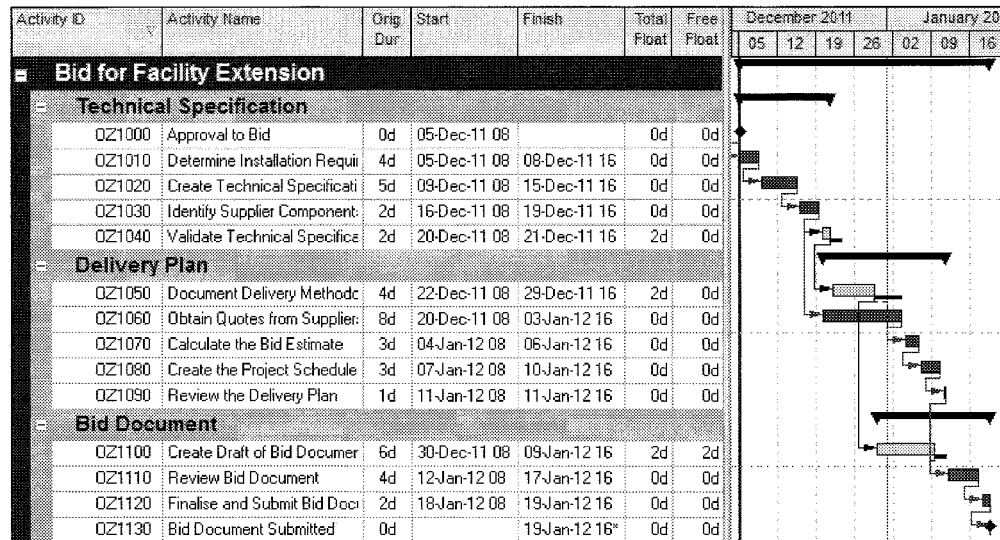 Activity ID Activity Name Orig Dur Start Finish Total Float Free Float December 2011 January 20
05 12 19 26 02 09 16
Bid for Facility Extension
Technical Specification
OZ1000 Approval to Bid 0d 05-Dec-11 08 0d 0d
OZ1010 Determine Installation Requir 4d 05-Dec-11 08 08-Dec-11 16 0d 0d
OZ1020 Create Technical Specificati 5d 09-Dec-11 08 15-Dec-11 16 0d 0d
OZ1030 Identify Supplier Component: 2d 16-Dec-11 08 19-Dec-11 16 0d 0d
OZ1040 Validate Technical Specifica 2d 20-Dec-11 08 21-Dec-11 16 2d 0d
Delivery Plan
OZ1050 Document Delivery Methodc 4d 22-Dec-11 08 29-Dec-11 16 2d 0d
OZ1060 Obtain Quotes from Supplier: 8d 20-Dec-11 08 03-Jan-12 16 0d 0d
OZ1070 Calculate the Bid Estimate 3d 04-Jan-12 08 06-Jan-12 16 0d 0d
OZ1080 Create the Project Schedule 3d 07-Jan-12 08 10-Jan-12 16 0d 0d
OZ1090 Review the Delivery Plan 1d 11-Jan-12 08 11-Jan-12 16 0d 0d
Bid Document
OZ1100 Create Draft of Bid Documer 6d 30-Dec-11 08 09-Jan-12 16 2d 2d
OZ1110 Review Bid Document 4d 12-Jan-12 08 17-Jan-12 16 0d 0d
OZ1120 Finalise and Submit Bid Doci 2d 18-Jan-12 08 19-Jan-12 16 0d 0d
OZ1130 Bid Document Submitted 0d 19-Jan-12 16* 0d 0d